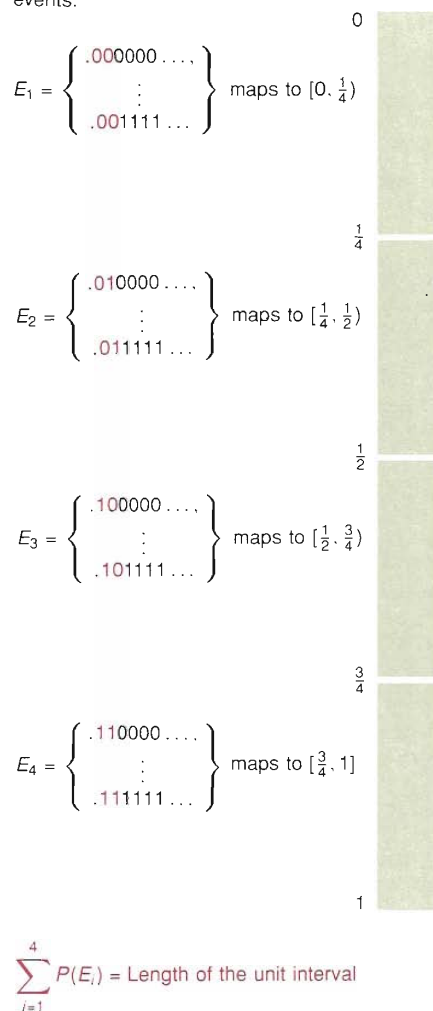 events.
0
.000000 ...,
E₁ = { ⋮ } maps to [0, 1/4)
.001111 ...
1/4
.010000 ....,
E₂ = { ⋮ } maps to [1/4, 1/2)
.011111 ...
1/2
.100000 ...,
E₃ = { ⋮ } maps to [1/2, 3/4)
.101111 ...
3/4
.110000 ....
E₄ = { ⋮ } maps to [3/4, 1]
.111111 ...
1
4
∑ P(Eᵢ) = Length of the unit interval
i=1